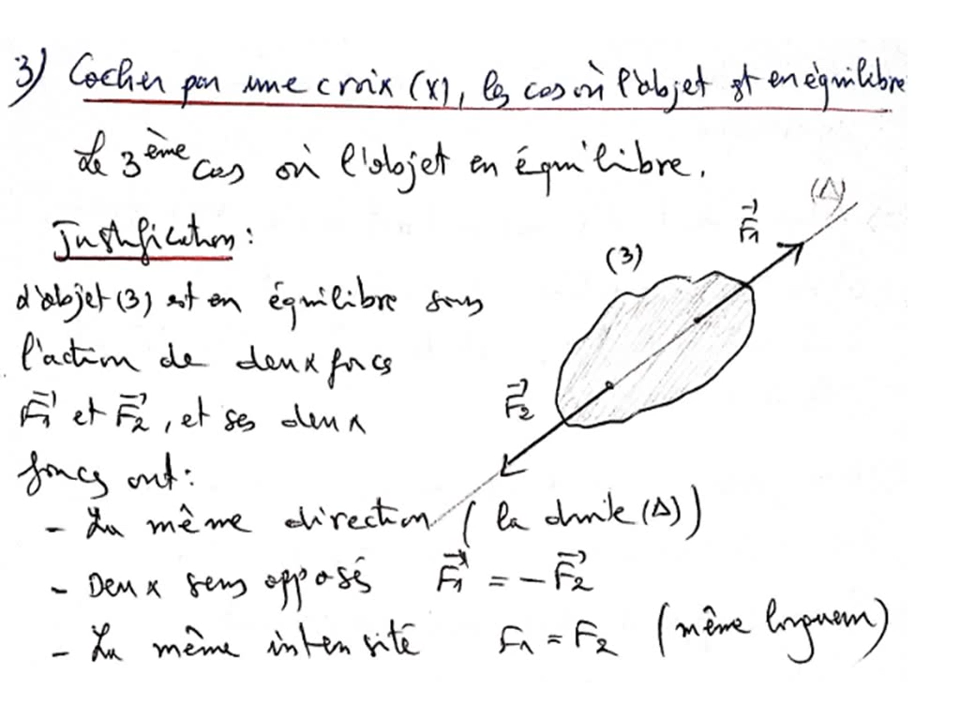 3) Cocher par une croix (X), les cas où l'objet est en équilibre
Le 3ème cas où l'objet en équilibre.
(Δ)
F₁
Justification :
(3)
L'objet (3) est en équilibre sous
l'action de deux forces
F₂
F₁ et F₂, et ses deux
forces ont :
- La même direction ( la droite (Δ))
- Deux sens opposés F₁ = - F₂
- La même intensité F₁ = F₂ (même longueur)